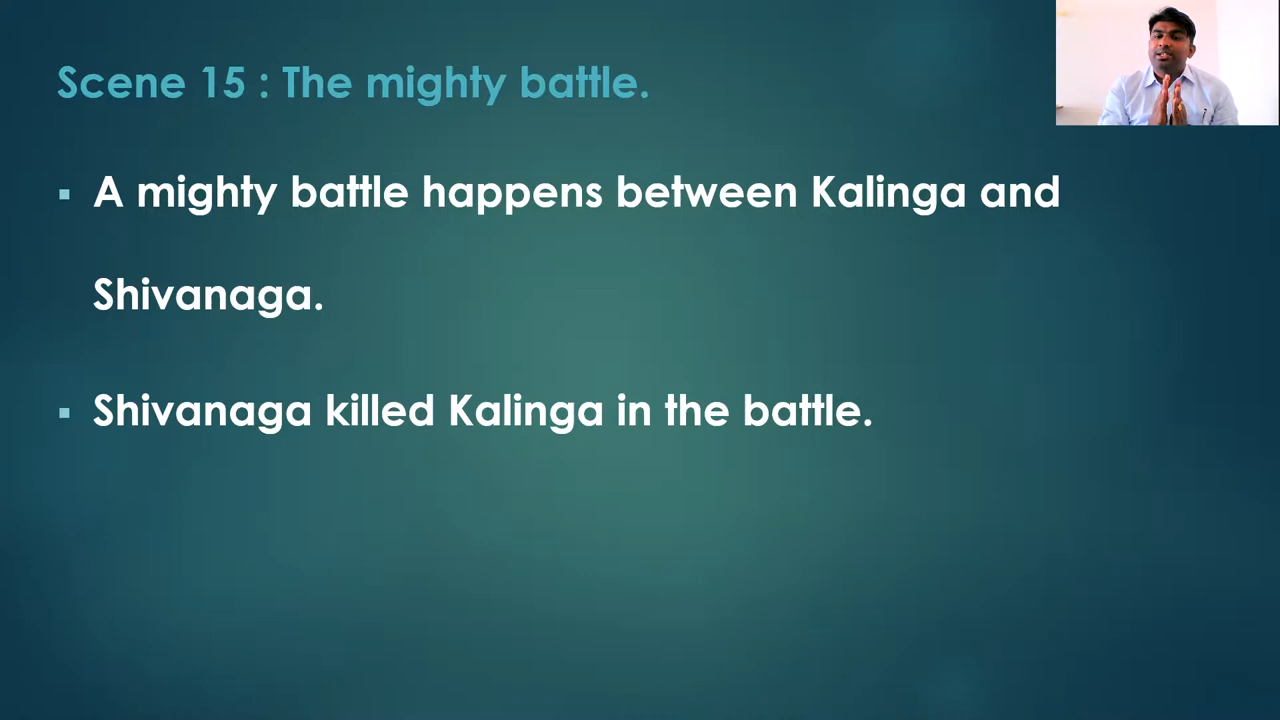 Scene 15 : The mighty battle.
▪ A mighty battle happens between Kalinga and
Shivanaga.
▪ Shivanaga killed Kalinga in the battle.